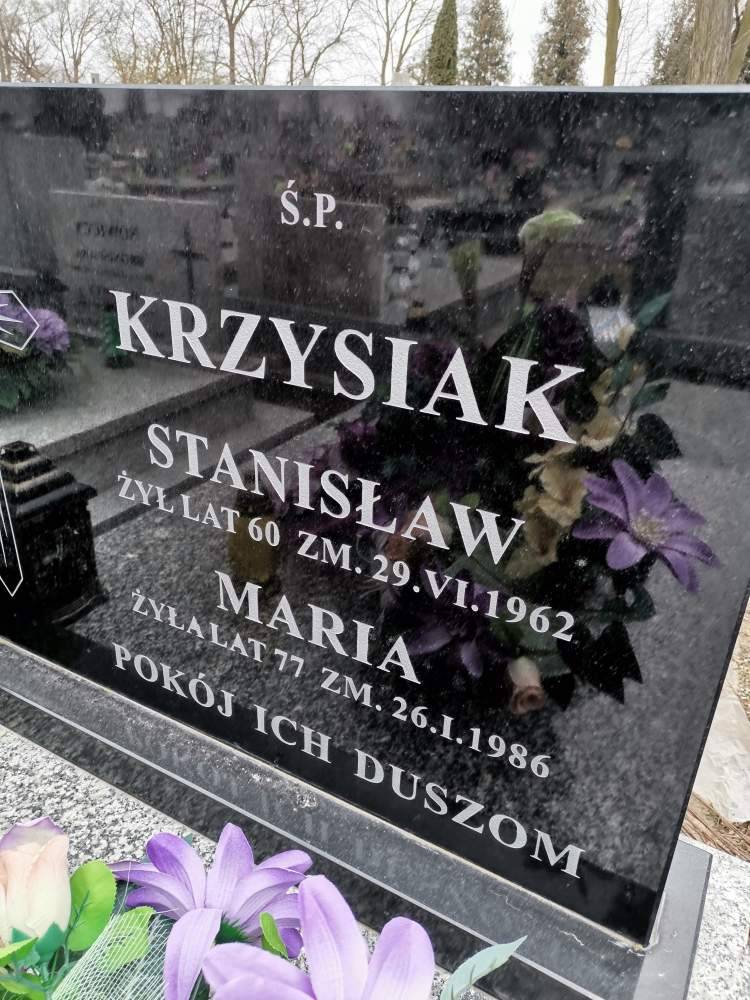 Ś.P.
KRZYSIAK
STANISŁAW
ŻYŁ LAT 60 ZM. 29.VI.1962
MARIA
ŻYŁA LAT 77 ZM. 26.I.1986
POKÓJ ICH DUSZOM